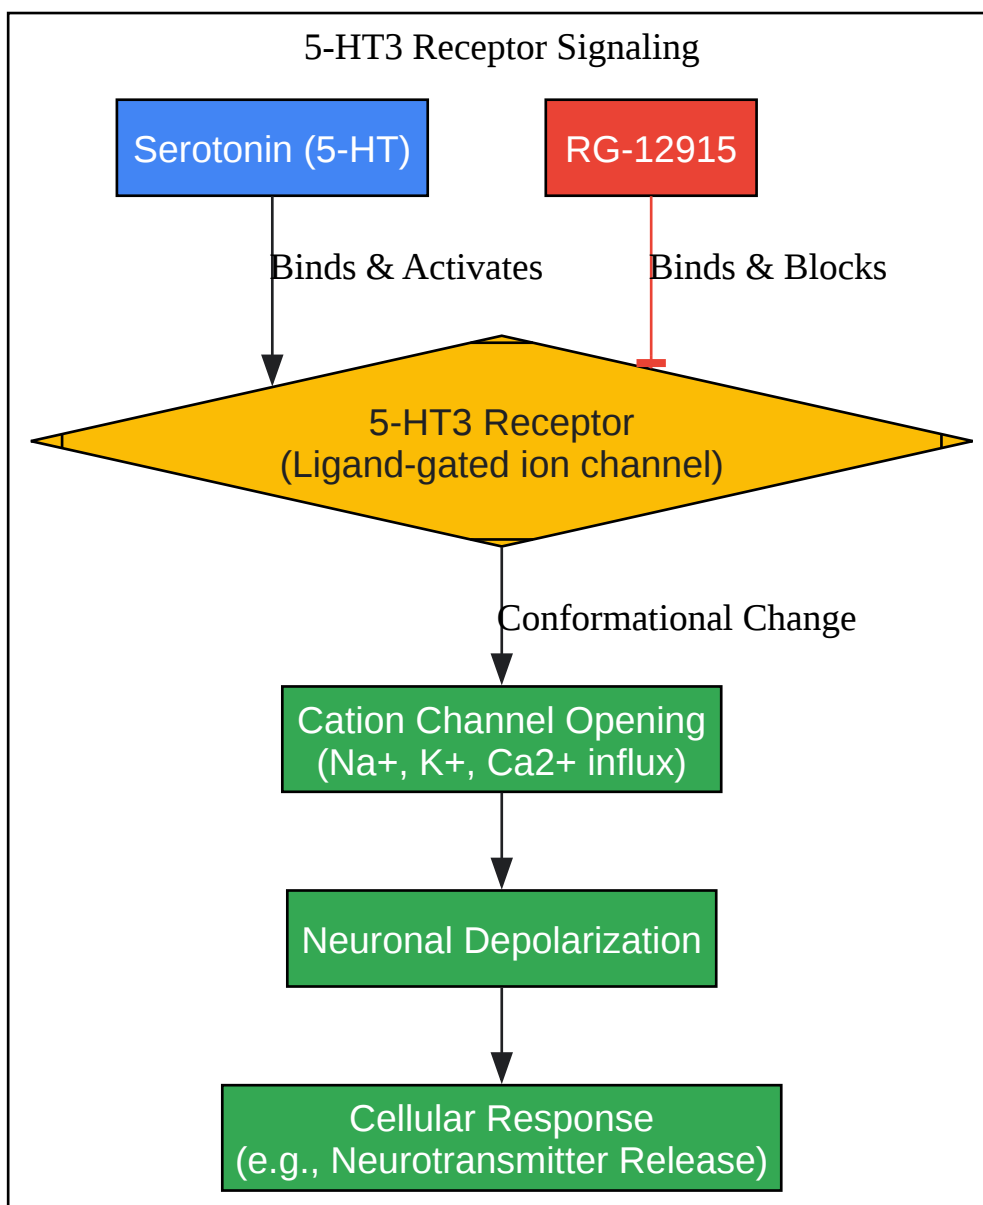 5-HT3 Receptor Signaling
Serotonin (5-HT)
RG-12915
Binds & Activates
Binds & Blocks
5-HT3 Receptor
(Ligand-gated ion channel)
Conformational Change
Cation Channel Opening
(Na+, K+, Ca2+ influx)
Neuronal Depolarization
Cellular Response
(e.g., Neurotransmitter Release)